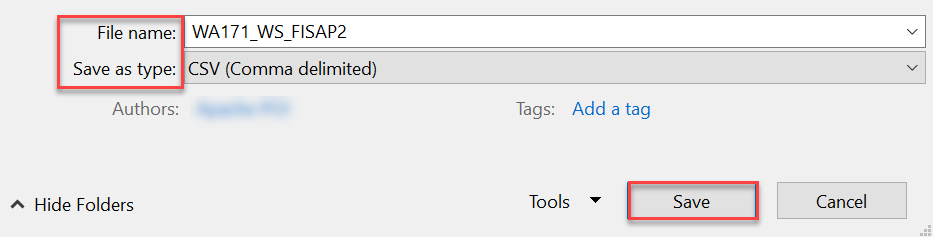 File name: WA171_WS_FISAP2
Save as type: CSV (Comma delimited)
Authors: Tags: Add a tag
Hide Folders Tools Save Cancel